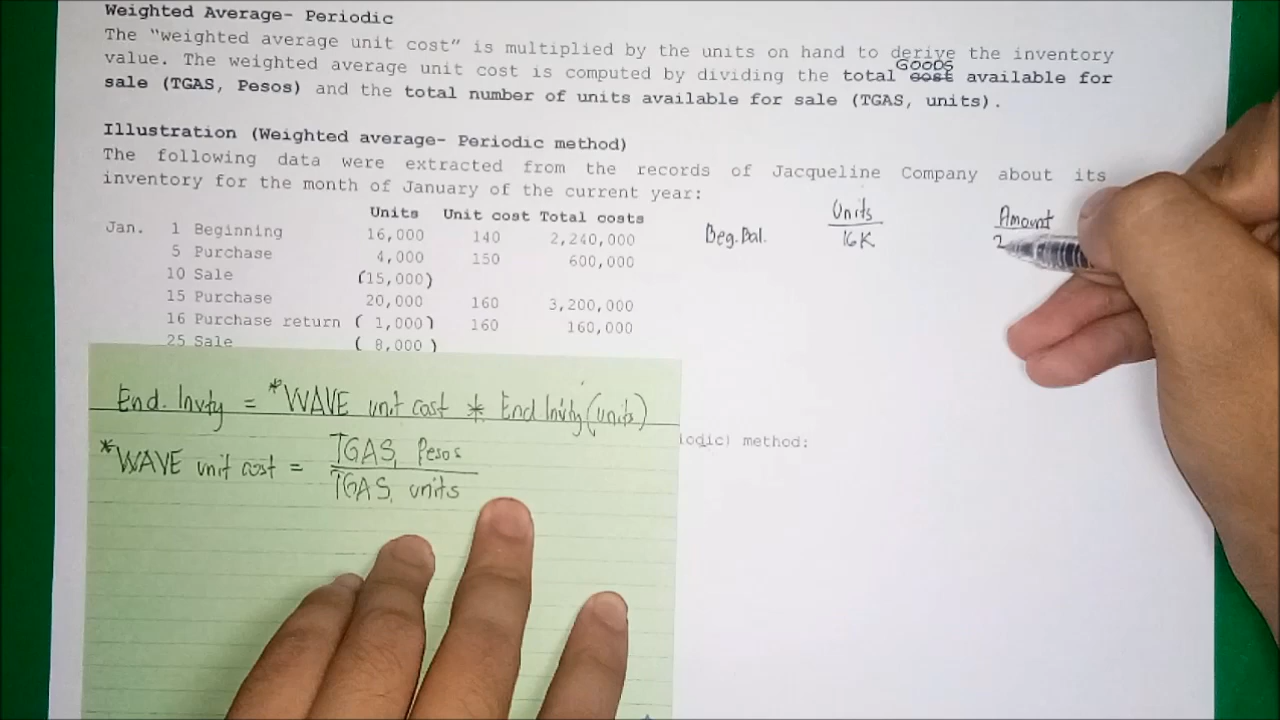 Weighted Average- Periodic
The "weighted average unit cost" is multiplied by the units on hand to derive the inventory
GOODS
value. The weighted average unit cost is computed by dividing the total cost available for
sale (TGAS, Pesos) and the total number of units available for sale (TGAS, units).
Illustration (Weighted average- Periodic method)
The following data were extracted from the records of Jacqueline Company about its
inventory for the month of January of the current year:
Units Unit cost Total costs
Jan. 1 Beginning 16,000 140 2,240,000
5 Purchase 4,000 150 600,000
10 Sale (15,000)
15 Purchase 20,000 160 3,200,000
16 Purchase return ( 1,000) 160 160,000
25 Sale ( 8,000 )
Units Amount
Beg. Bal. 16K 2
End. Invty = *WAVE unit cost * End Invty (units)
*WAVE unit cost = TGAS, Pesos
TGAS, units
iodic) method: